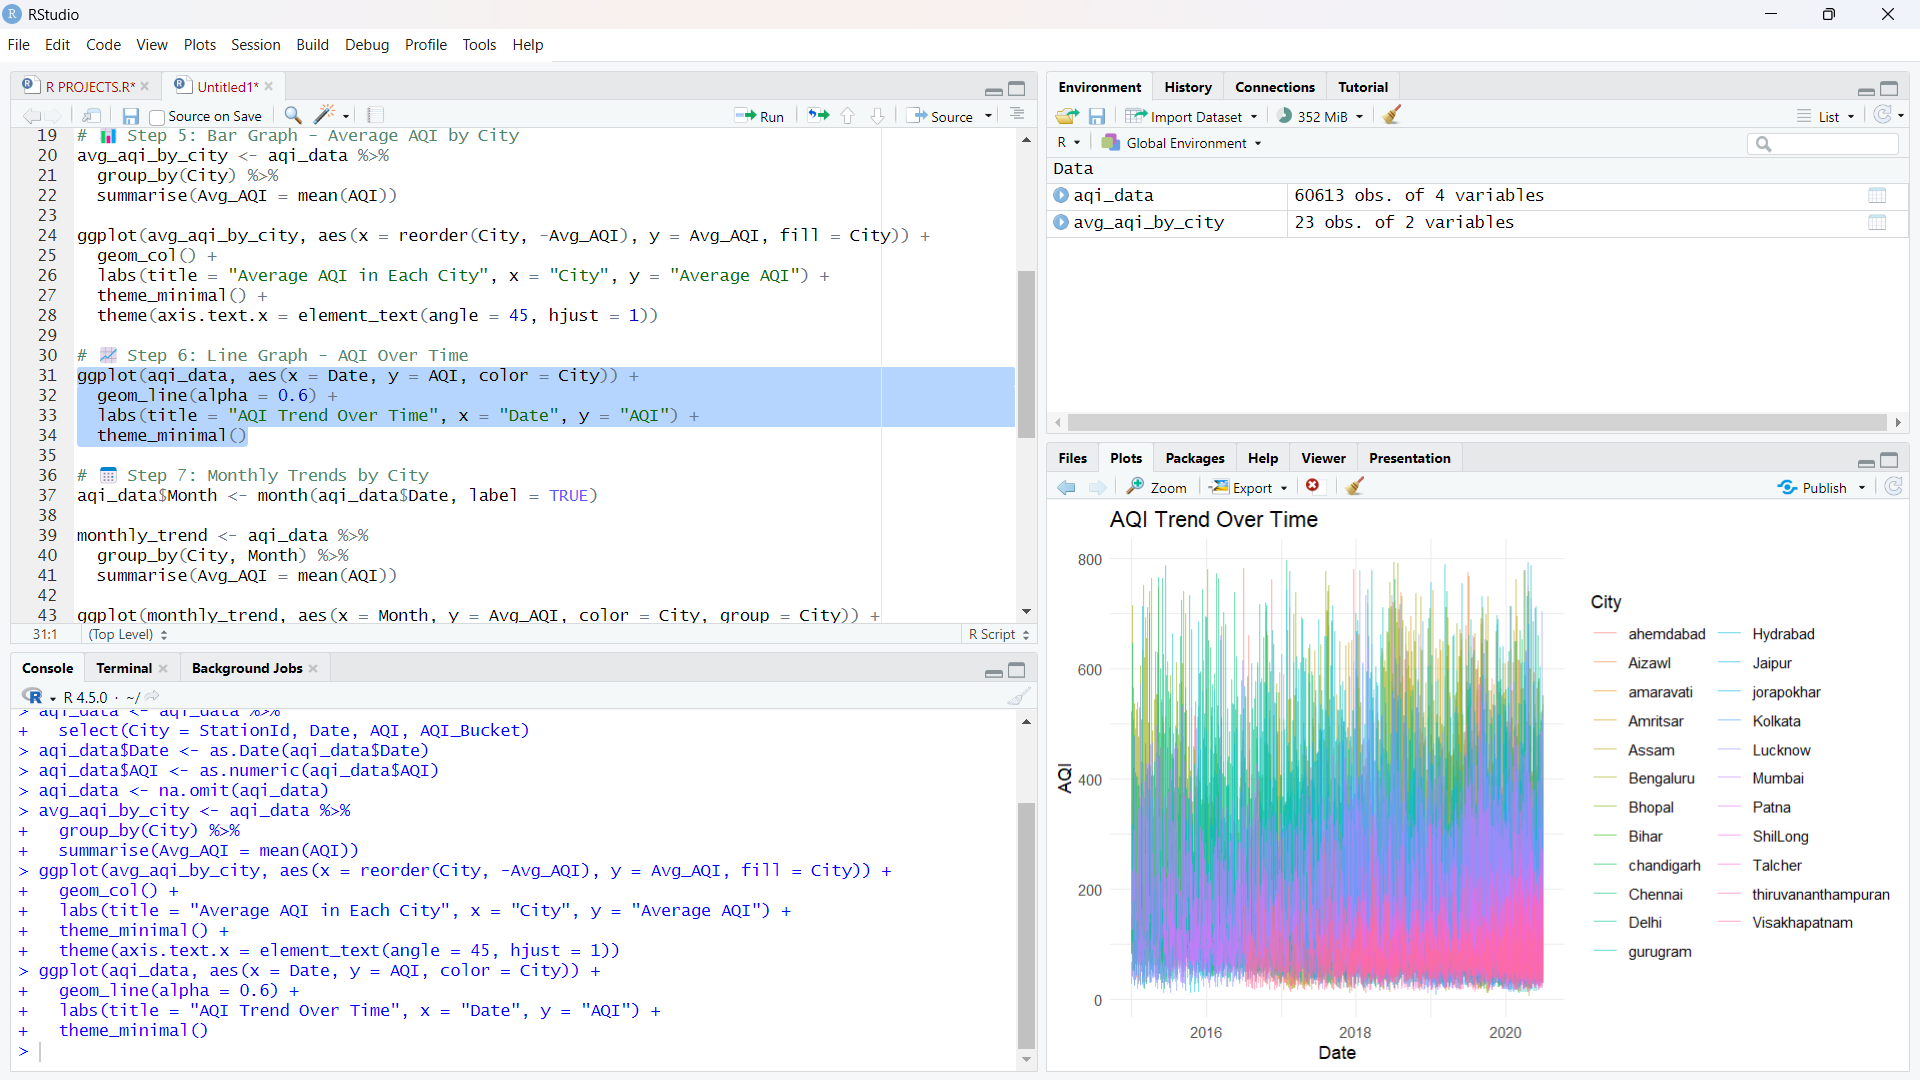 RStudio
File Edit Code View Plots Session Build Debug Profile Tools Help
R PROJECTS.R* Untitled1*
Source on Save Run Source
19 # Step 5: Bar Graph - Average AQI by City
20 avg_aqi_by_city <- aqi_data %>%
21 group_by(City) %>%
22 summarise(Avg_AQI = mean(AQI))
23
24 ggplot(avg_aqi_by_city, aes(x = reorder(City, -Avg_AQI), y = Avg_AQI, fill = City)) +
25 geom_col() +
26 labs(title = "Average AQI in Each City", x = "City", y = "Average AQI") +
27 theme_minimal() +
28 theme(axis.text.x = element_text(angle = 45, hjust = 1))
29
30 # Step 6: Line Graph - AQI Over Time
31 ggplot(aqi_data, aes(x = Date, y = AQI, color = City)) +
32 geom_line(alpha = 0.6) +
33 labs(title = "AQI Trend Over Time", x = "Date", y = "AQI") +
34 theme_minimal()
35
36 # Step 7: Monthly Trends by City
37 aqi_data$Month <- month(aqi_data$Date, label = TRUE)
38
39 monthly_trend <- aqi_data %>%
40 group_by(City, Month) %>%
41 summarise(Avg_AQI = mean(AQI))
42
43 ggplot(monthly_trend, aes(x = Month, y = Avg_AQI, color = City, group = City)) +
31:1 (Top Level) R Script
Console Terminal Background Jobs
R R 4.5.0 · ~/
> aqi_data <- aqi_data %>%
+ select(City = StationId, Date, AQI, AQI_Bucket)
> aqi_data$Date <- as.Date(aqi_data$Date)
> aqi_data$AQI <- as.numeric(aqi_data$AQI)
> aqi_data <- na.omit(aqi_data)
> avg_aqi_by_city <- aqi_data %>%
+ group_by(City) %>%
+ summarise(Avg_AQI = mean(AQI))
> ggplot(avg_aqi_by_city, aes(x = reorder(City, -Avg_AQI), y = Avg_AQI, fill = City)) +
+ geom_col() +
+ labs(title = "Average AQI in Each City", x = "City", y = "Average AQI") +
+ theme_minimal() +
+ theme(axis.text.x = element_text(angle = 45, hjust = 1))
> ggplot(aqi_data, aes(x = Date, y = AQI, color = City)) +
+ geom_line(alpha = 0.6) +
+ labs(title = "AQI Trend Over Time", x = "Date", y = "AQI") +
+ theme_minimal()
>
Environment History Connections Tutorial
Import Dataset 352 MiB List
R Global Environment
Data
aqi_data 60613 obs. of 4 variables
avg_aqi_by_city 23 obs. of 2 variables
Files Plots Packages Help Viewer Presentation
Zoom Export Publish
AQI Trend Over Time
800
600
400
200
0
AQI
2016 2018 2020
Date
City
ahemdabad Hydrabad
Aizawl Jaipur
amaravati jorapokhar
Amritsar Kolkata
Assam Lucknow
Bengaluru Mumbai
Bhopal Patna
Bihar ShilLong
chandigarh Talcher
Chennai thiruvananthampuran
Delhi Visakhapatnam
gurugram